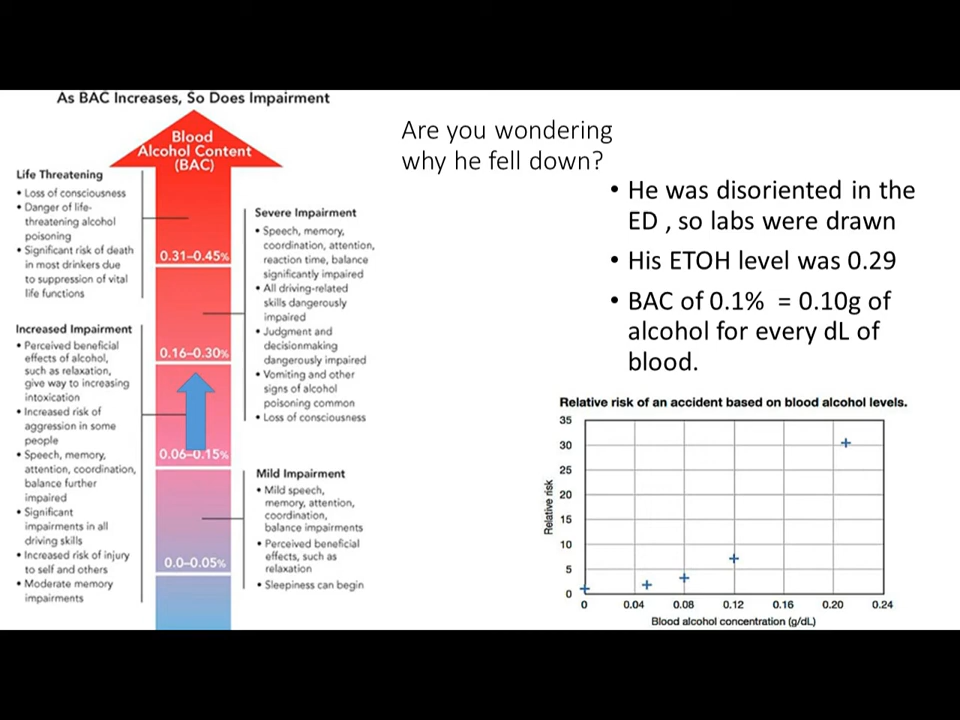 As BAC Increases, So Does Impairment
Blood
Alcohol Content
(BAC)
Life Threatening
• Loss of consciousness
• Danger of life-
threatening alcohol
poisoning
• Significant risk of death
in most drinkers due
to suppression of vital
life functions
0.31–0.45%
Severe Impairment
• Speech, memory,
coordination, attention,
reaction time, balance
significantly impaired
• All driving-related
skills dangerously
impaired
• Judgment and
decisionmaking
dangerously impaired
• Vomiting and other
signs of alcohol
poisoning common
• Loss of consciousness
0.16–0.30%
Increased Impairment
• Perceived beneficial
effects of alcohol,
such as relaxation,
give way to increasing
intoxication
• Increased risk of
aggression in some
people
• Speech, memory,
attention, coordination,
balance further
impaired
• Significant
impairments in all
driving skills
• Increased risk of injury
to self and others
• Moderate memory
impairments
0.06–0.15%
Mild Impairment
• Mild speech,
memory, attention,
coordination,
balance impairments
• Perceived beneficial
effects, such as
relaxation
• Sleepiness can begin
0.0–0.05%
Are you wondering
why he fell down?
• He was disoriented in the
ED , so labs were drawn
• His ETOH level was 0.29
• BAC of 0.1% = 0.10g of
alcohol for every dL of
blood.
Relative risk of an accident based on blood alcohol levels.
35
30
25
20
15
10
5
0
Relative risk
0 0.04 0.08 0.12 0.16 0.20 0.24
Blood alcohol concentration (g/dL)